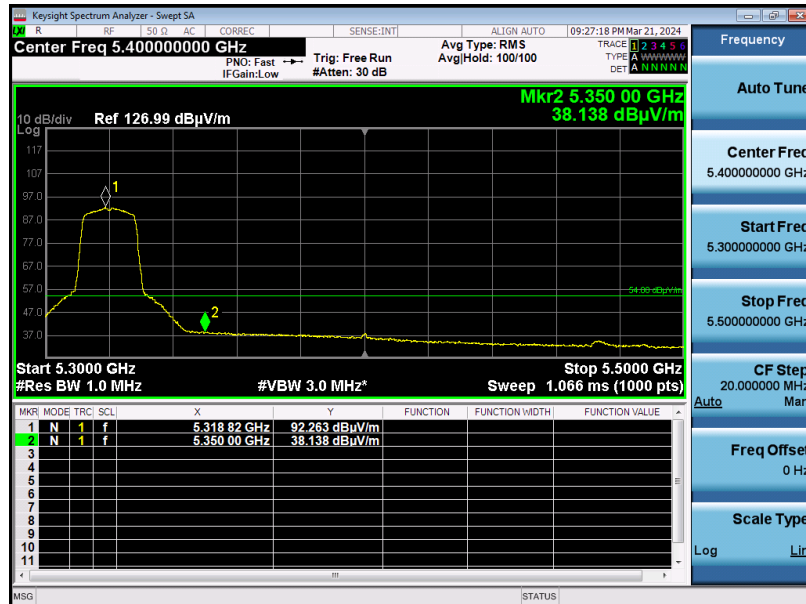 Keysight Spectrum Analyzer - Swept SA
R RF 50 Ω AC CORREC SENSE:INT ALIGN AUTO 09:27:18 PM Mar 21, 2024
Center Freq 5.400000000 GHz
PNO: Fast
IFGain:Low
Trig: Free Run
#Atten: 30 dB
Avg Type: RMS
Avg|Hold: 100/100
TRACE 1 2 3 4 5 6
TYPE A WWWWW
DET A N N N N N
Mkr2 5.350 00 GHz
38.138 dBµV/m
10 dB/div Ref 126.99 dBµV/m
Log
117
107
97.0
87.0
77.0
67.0
57.0
47.0
37.0
1
2
54.00 dBµV/m
Start 5.3000 GHz Stop 5.5000 GHz
#Res BW 1.0 MHz #VBW 3.0 MHz* Sweep 1.066 ms (1000 pts)
MKR MODE TRC SCL X Y FUNCTION FUNCTION WIDTH FUNCTION VALUE
1 N 1 f 5.318 82 GHz 92.263 dBµV/m
2 N 1 f 5.350 00 GHz 38.138 dBµV/m
3
4
5
6
7
8
9
10
11
MSG STATUS
Frequency
Auto Tune
Center Freq
5.400000000 GHz
Start Freq
5.300000000 GHz
Stop Freq
5.500000000 GHz
CF Step
20.000000 MHz
Auto Man
Freq Offset
0 Hz
Scale Type
Log Lin